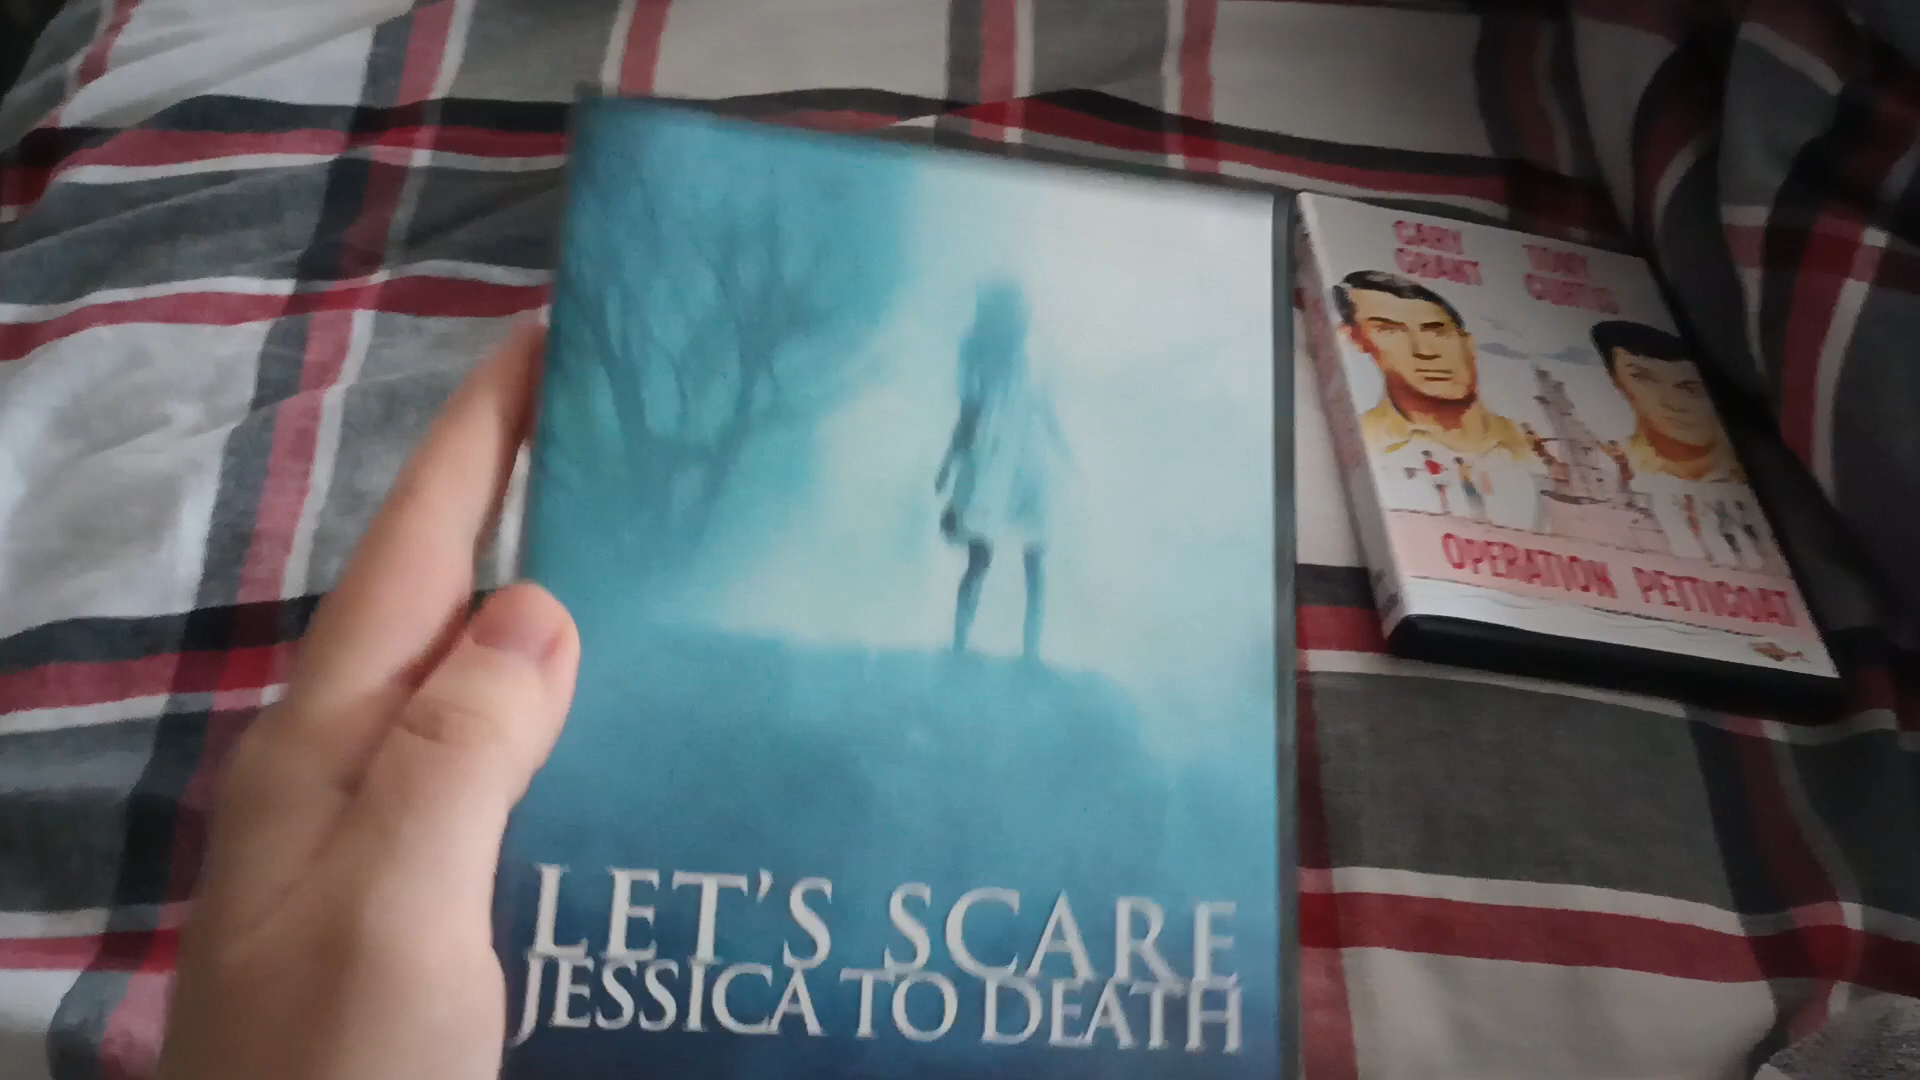 LET'S SCARE
JESSICA TO DEATH
CARY
GRANT
TONY
CURTIS
OPERATION PETTICOAT